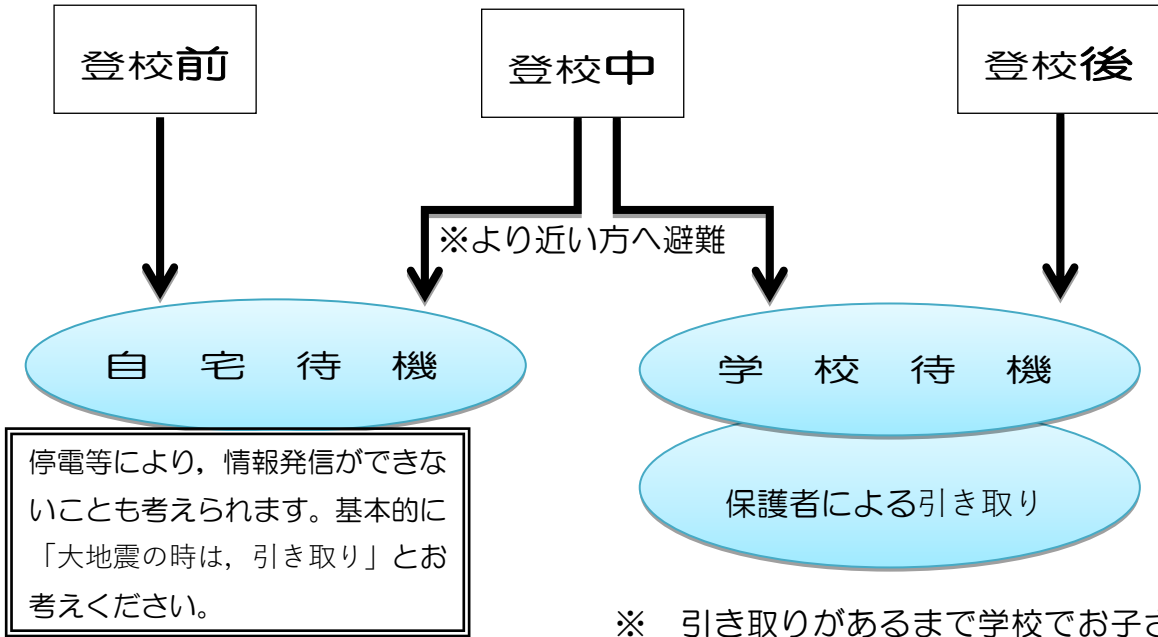 登校前
登校中
登校後
※より近い方へ避難
自宅待機
学校待機
停電等により，情報発信ができな
いことも考えられます。基本的に
「大地震の時は，引き取り」とお
考えください。
保護者による引き取り
※　引き取りがあるまで学校でお子さ